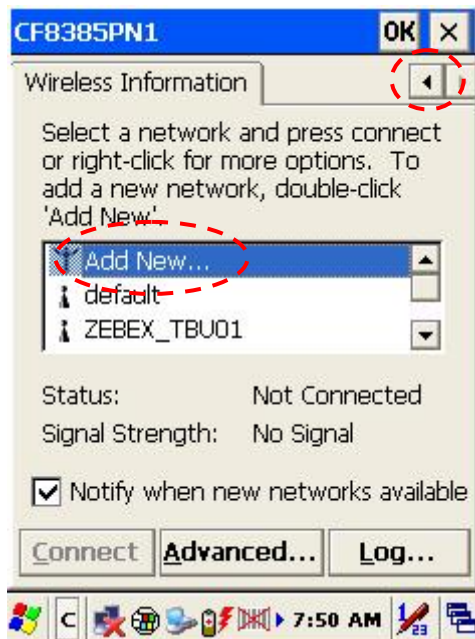 CF8385PN1 OK ×
Wireless Information
Select a network and press connect
or right-click for more options. To
add a new network, double-click
'Add New'.
Add New...
default
ZEBEX_TBU01
Status: Not Connected
Signal Strength: No Signal
Notify when new networks available
Connect Advanced... Log...
C 7:50 AM 23